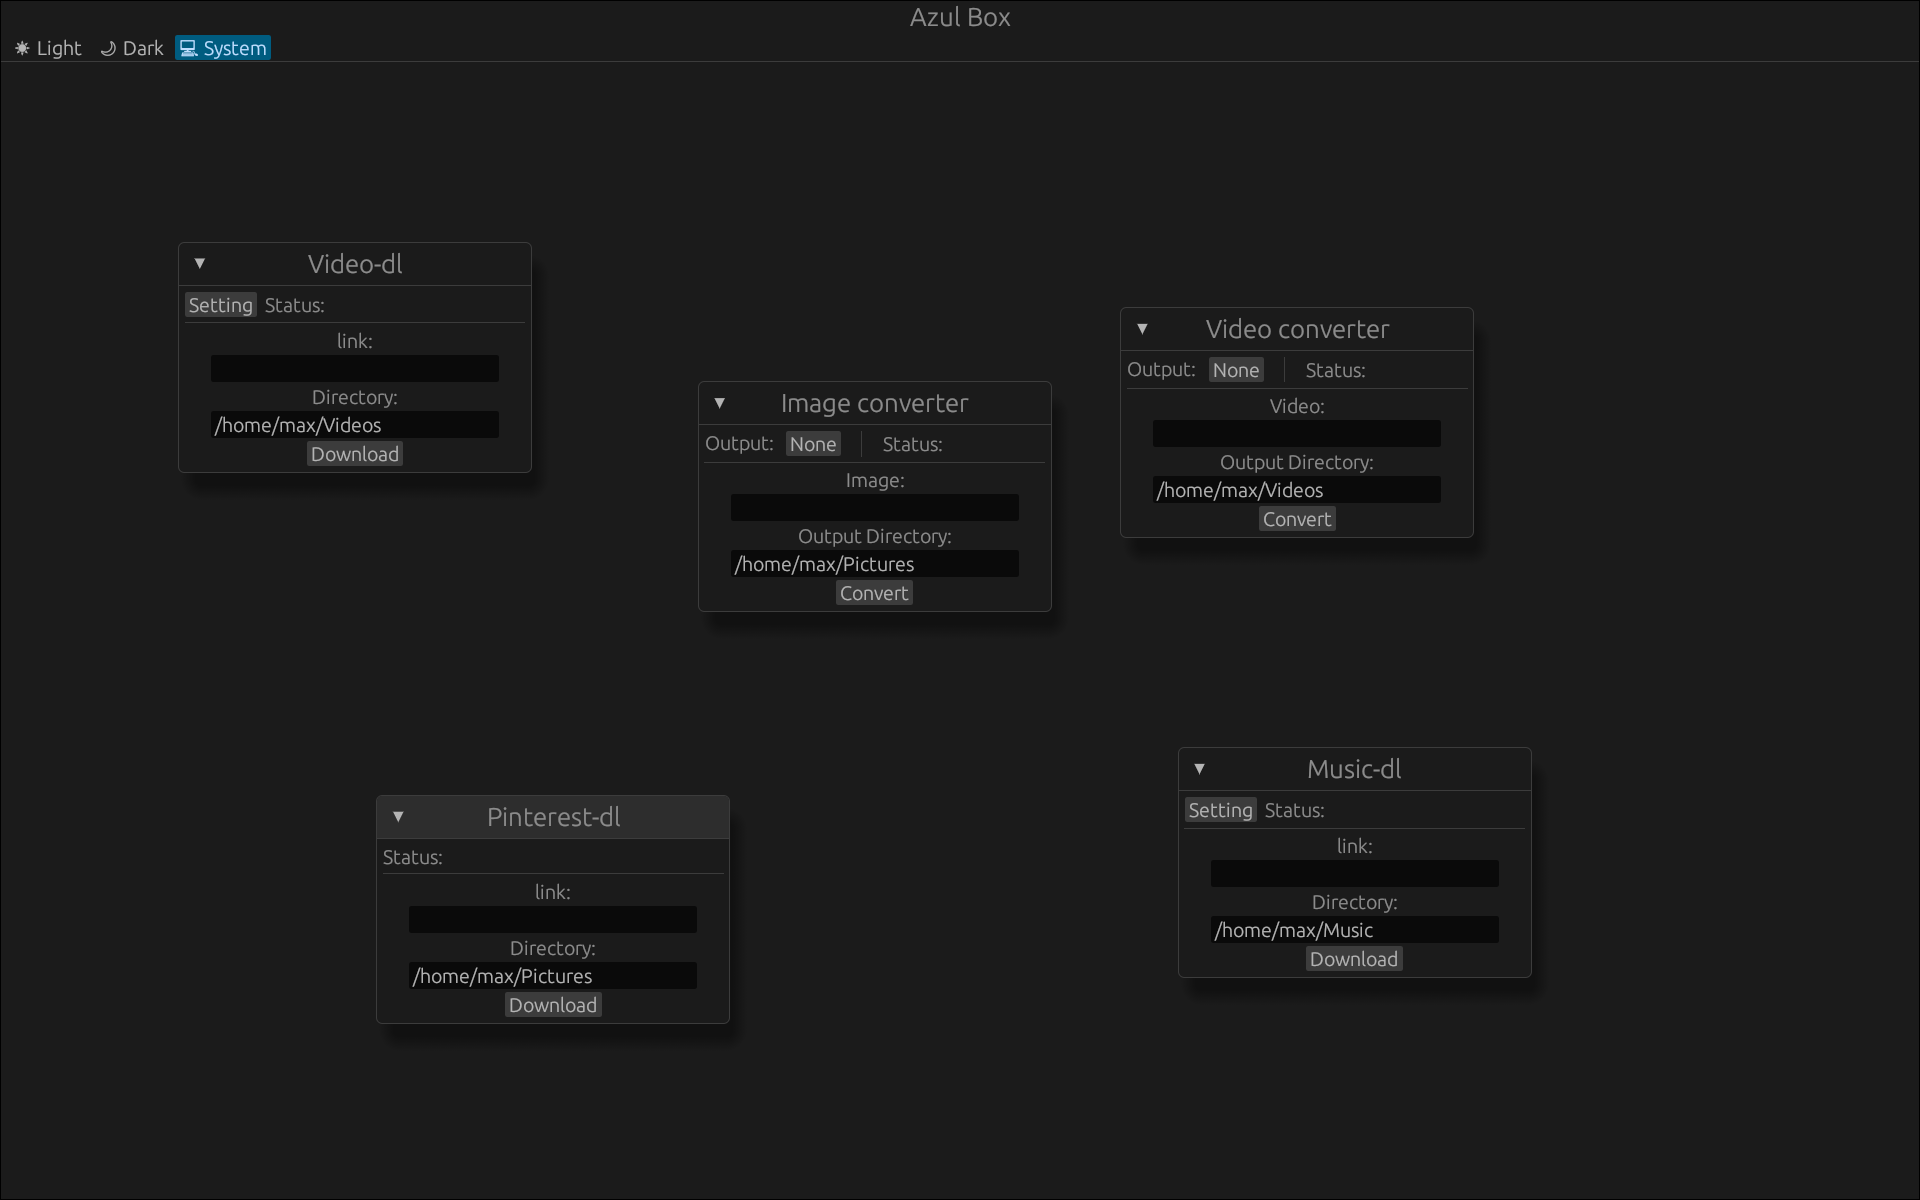 Azul Box
Light Dark System
Video-dl
Setting Status:
link:
Directory:
/home/max/Videos
Download
Image converter
Output: None Status:
Image:
Output Directory:
/home/max/Pictures
Convert
Video converter
Output: None Status:
Video:
Output Directory:
/home/max/Videos
Convert
Pinterest-dl
Status:
link:
Directory:
/home/max/Pictures
Download
Music-dl
Setting Status:
link:
Directory:
/home/max/Music
Download